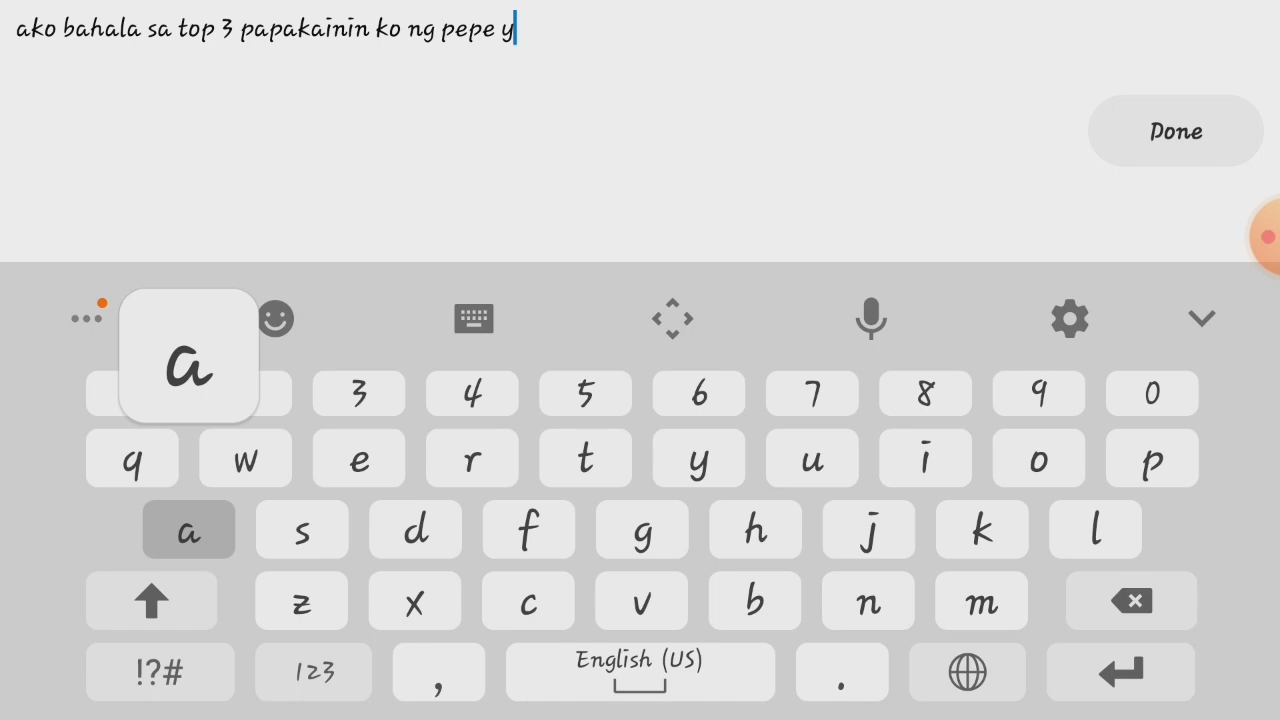 ako bahala sa top 3 papakainin ko ng pepe y
Done
a
3 4 5 6 7 8 9 0
q w e r t y u i o p
a s d f g h j k l
z x c v b n m
!?# 123 , English (US) .